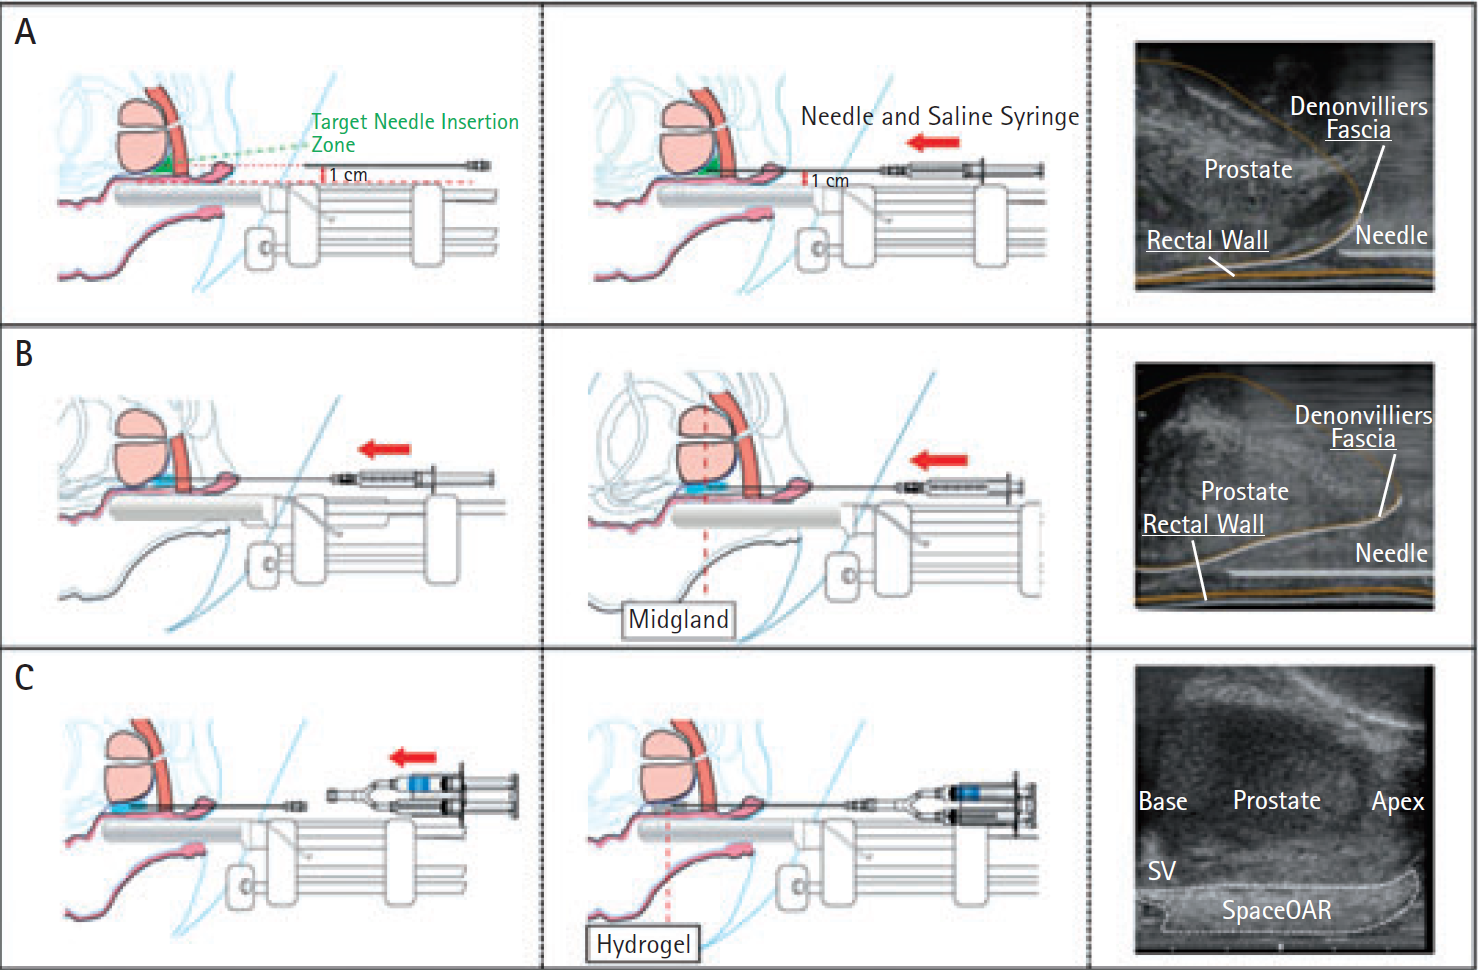 A
Target Needle Insertion
Zone
1 cm
Needle and Saline Syringe
1 cm
Denonvilliers
Fascia
Prostate
Rectal Wall
Needle
B
Midgland
Denonvilliers
Fascia
Prostate
Rectal Wall
Needle
C
Hydrogel
Base
Prostate
Apex
SV
SpaceOAR